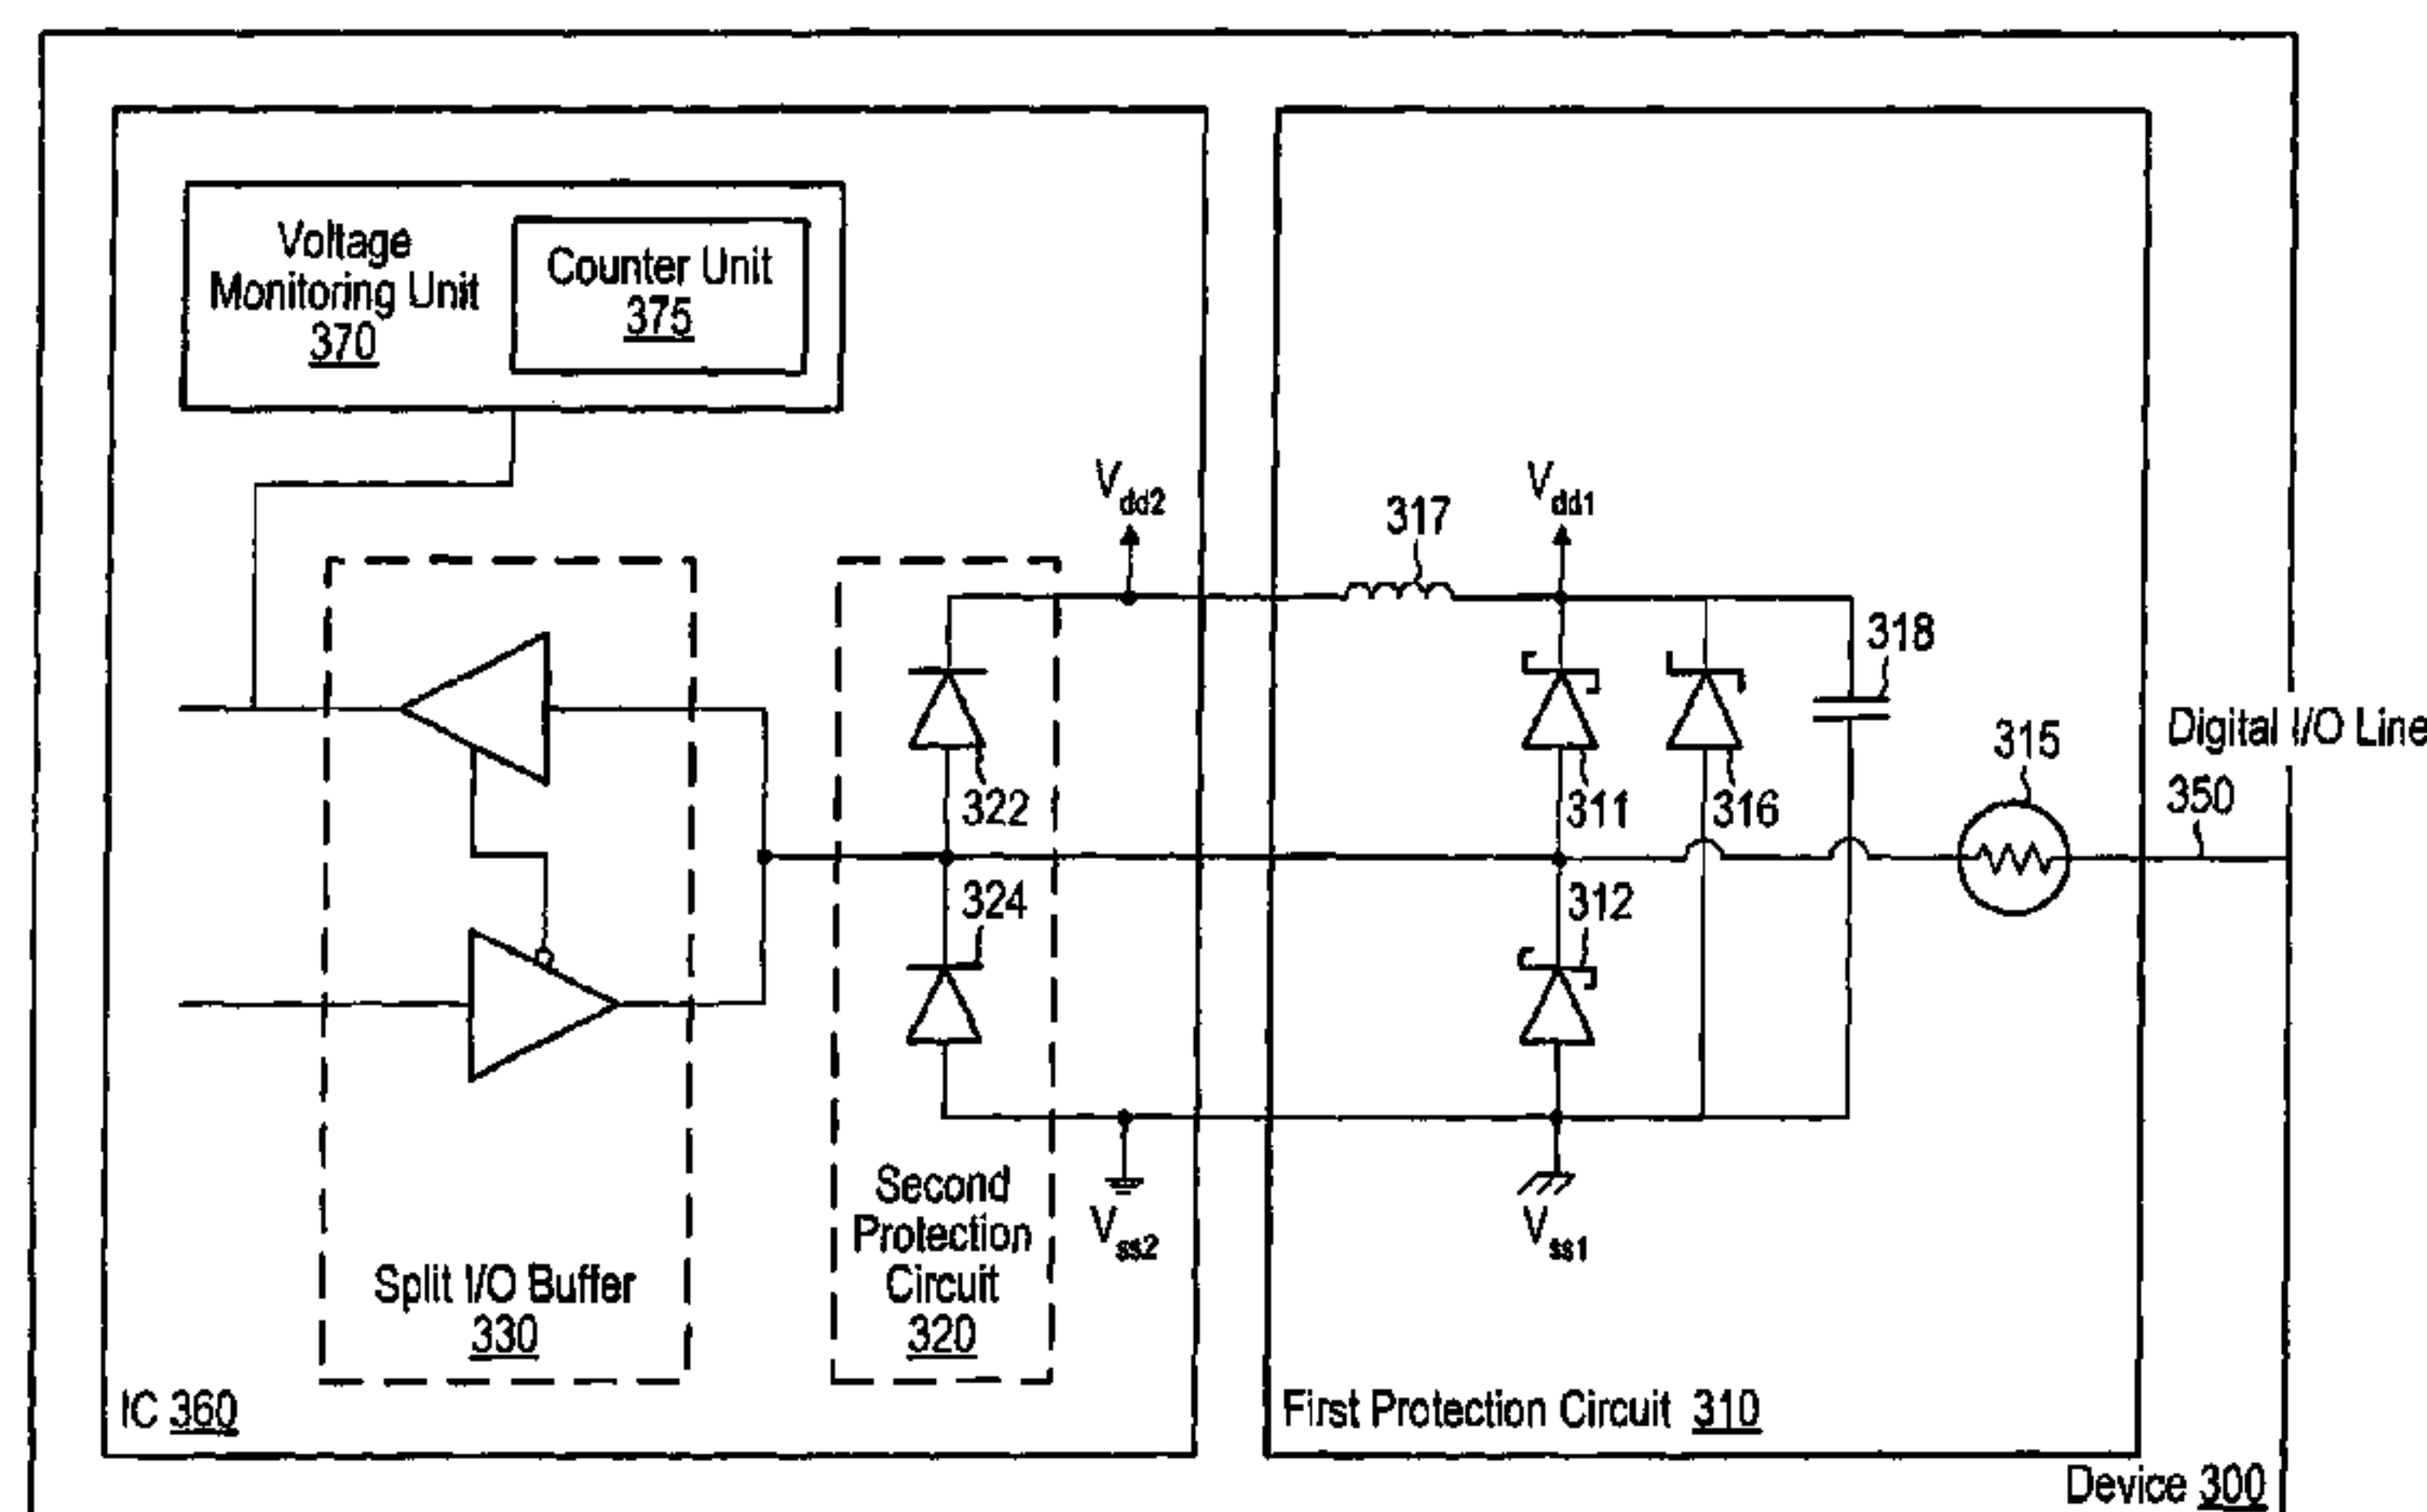 Voltage
Monitoring Unit
370
Counter Unit
375
Vdd2
317
Vdd1
318
Digital I/O Line
350
315
322
311
316
324
312
Second
Protection
Circuit
320
Vss2
Vss1
Split I/O Buffer
330
IC 360
First Protection Circuit 310
Device 300